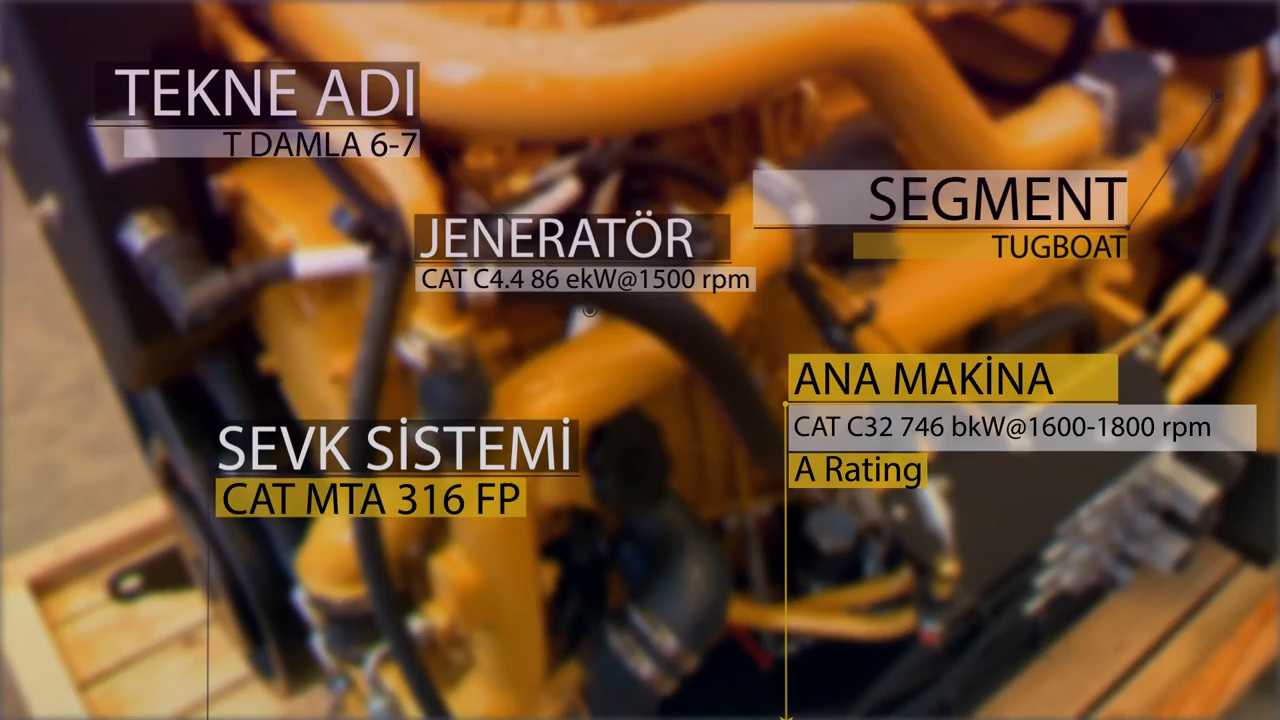 TEKNE ADI
T DAMLA 6-7
SEGMENT
TUGBOAT
JENERATÖR
CAT C4.4 86 ekW@1500 rpm
ANA MAKİNA
CAT C32 746 bkW@1600-1800 rpm
A Rating
SEVK SİSTEMİ
CAT MTA 316 FP